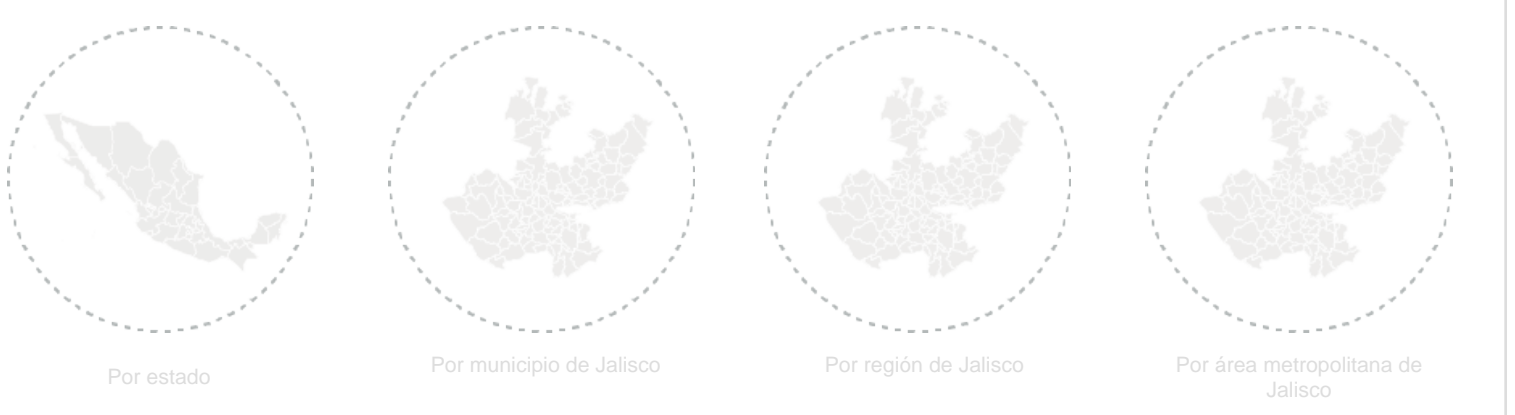 Por estado
Por municipio de Jalisco
Por región de Jalisco
Por área metropolitana de
Jalisco